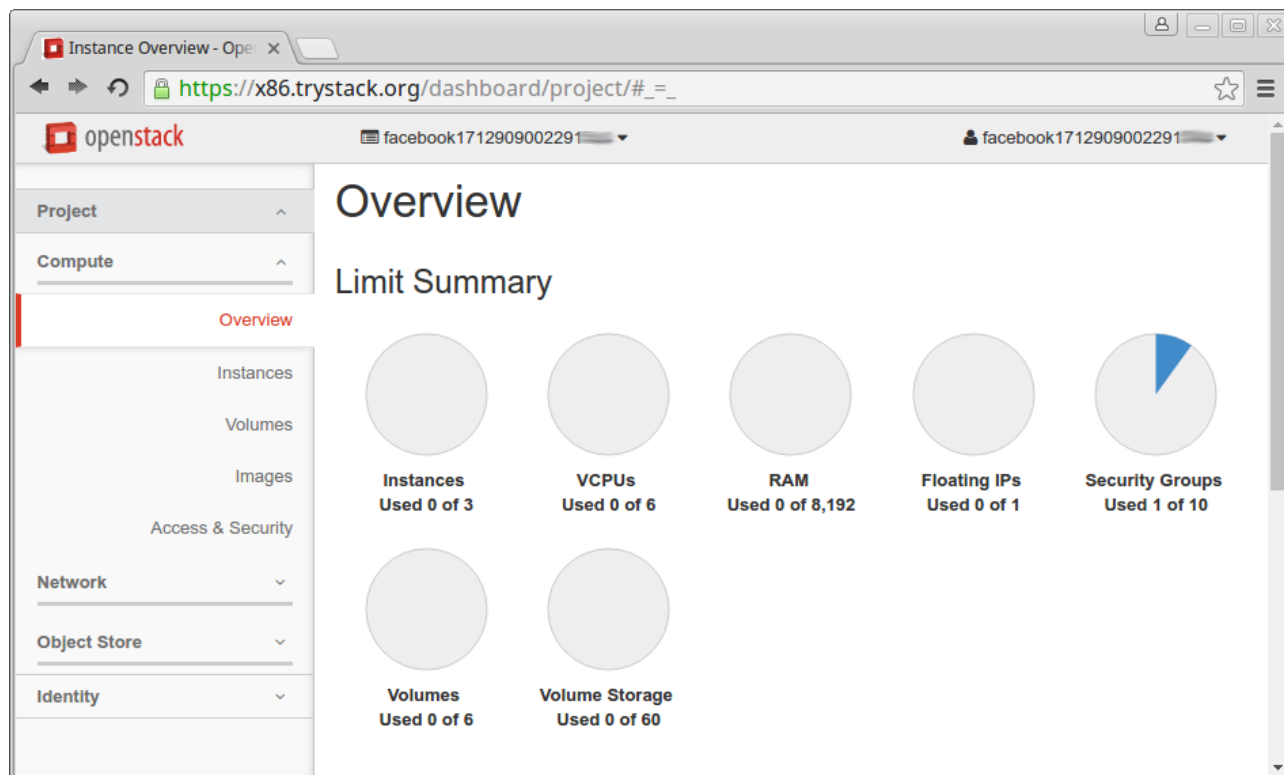 Instance Overview - Ope
https://x86.trystack.org/dashboard/project/#_=_
openstack
facebook1712909002291
facebook1712909002291
Project
Compute
Overview
Instances
Volumes
Images
Access & Security
Network
Object Store
Identity
Overview
Limit Summary
Instances
Used 0 of 3
VCPUs
Used 0 of 6
RAM
Used 0 of 8,192
Floating IPs
Used 0 of 1
Security Groups
Used 1 of 10
Volumes
Used 0 of 6
Volume Storage
Used 0 of 60